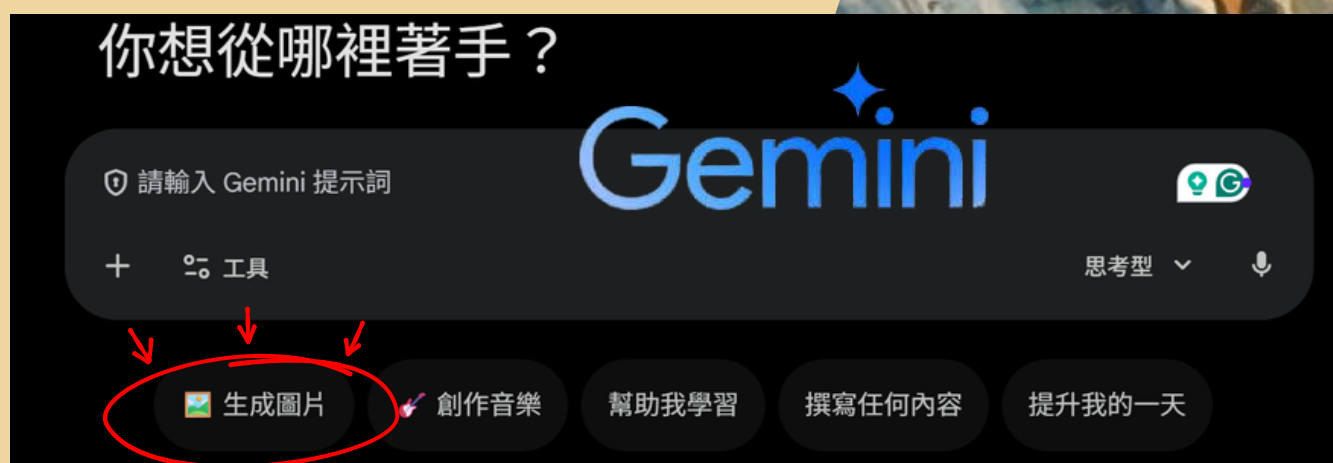 你想從哪裡著手？
Gemini
請輸入 Gemini 提示詞
工具
思考型
生成圖片
創作音樂
幫助我學習
撰寫任何內容
提升我的一天